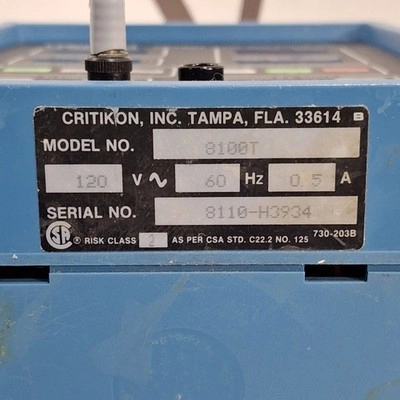 CRITIKON, INC. TAMPA, FLA. 33614 B
MODEL NO. 8100T
120 V ∿ 60 Hz 0.5 A
SERIAL NO. 8110-H3934
SA ® RISK CLASS 2 AS PER CSA STD. C22.2 NO. 125 730-203B